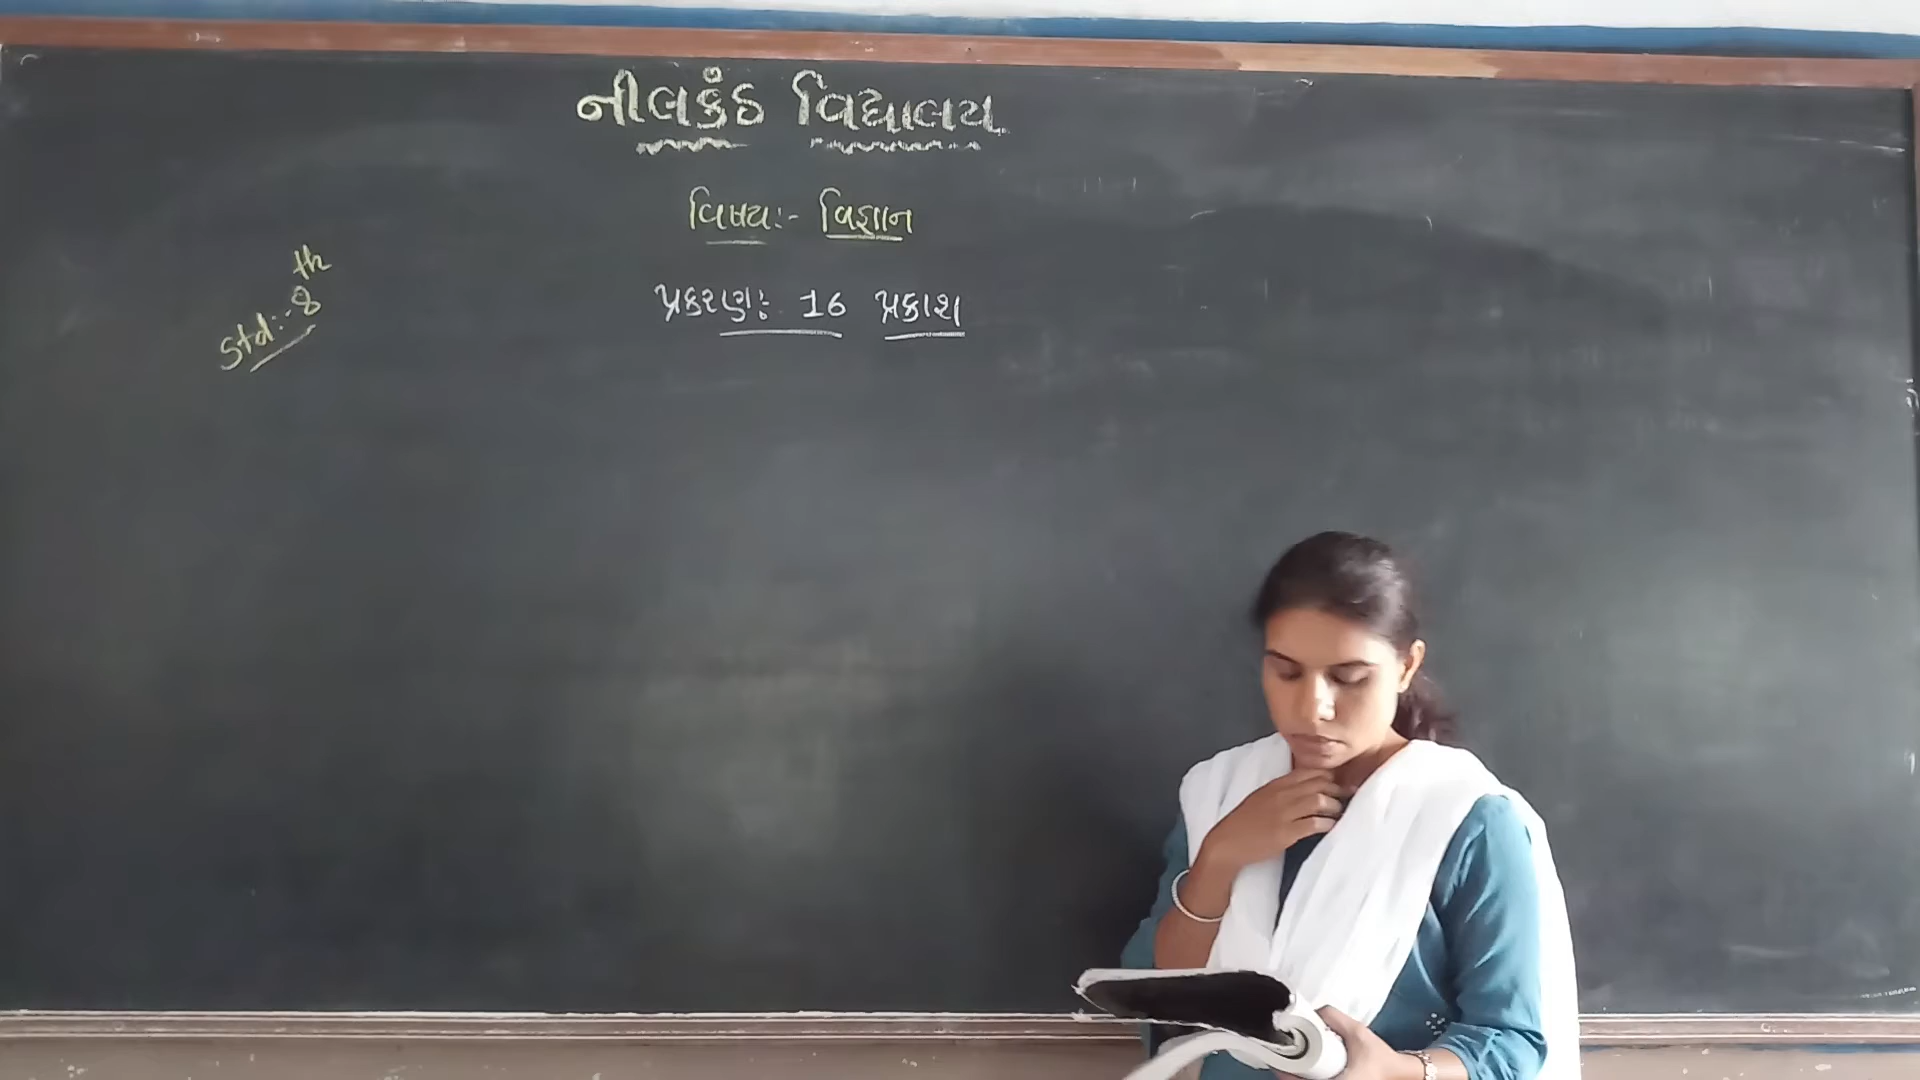 નીલકંઠ વિદ્યાલય
વિષય:- વિજ્ઞાન
Std:- 8th
પ્રકરણ: 16 પ્રકાશ